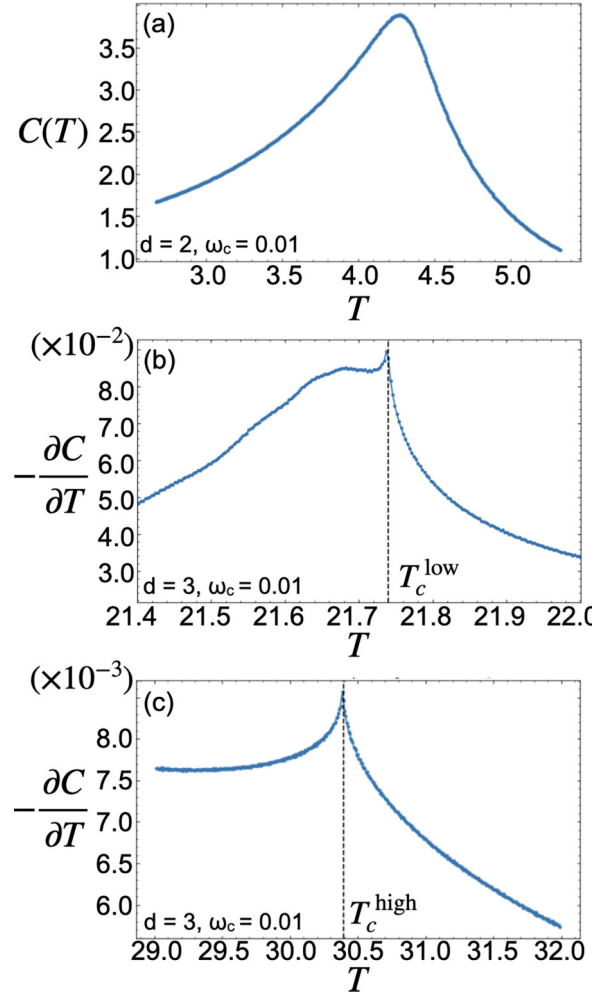 (a)
3.5
3.0
C(T)
2.5
2.0
1.5
d = 2, ω_c = 0.01
1.0
3.0 3.5 4.0 4.5 5.0
T
(×10⁻²)
(b)
8.0
7.0
−∂C/∂T
6.0
5.0
4.0
T_c^low
3.0
d = 3, ω_c = 0.01
21.4 21.5 21.6 21.7 21.8 21.9 22.0
T
(×10⁻³)
(c)
8.0
7.5
−∂C/∂T
7.0
6.5
T_c^high
6.0
d = 3, ω_c = 0.01
29.0 29.5 30.0 30.5 31.0 31.5 32.0
T